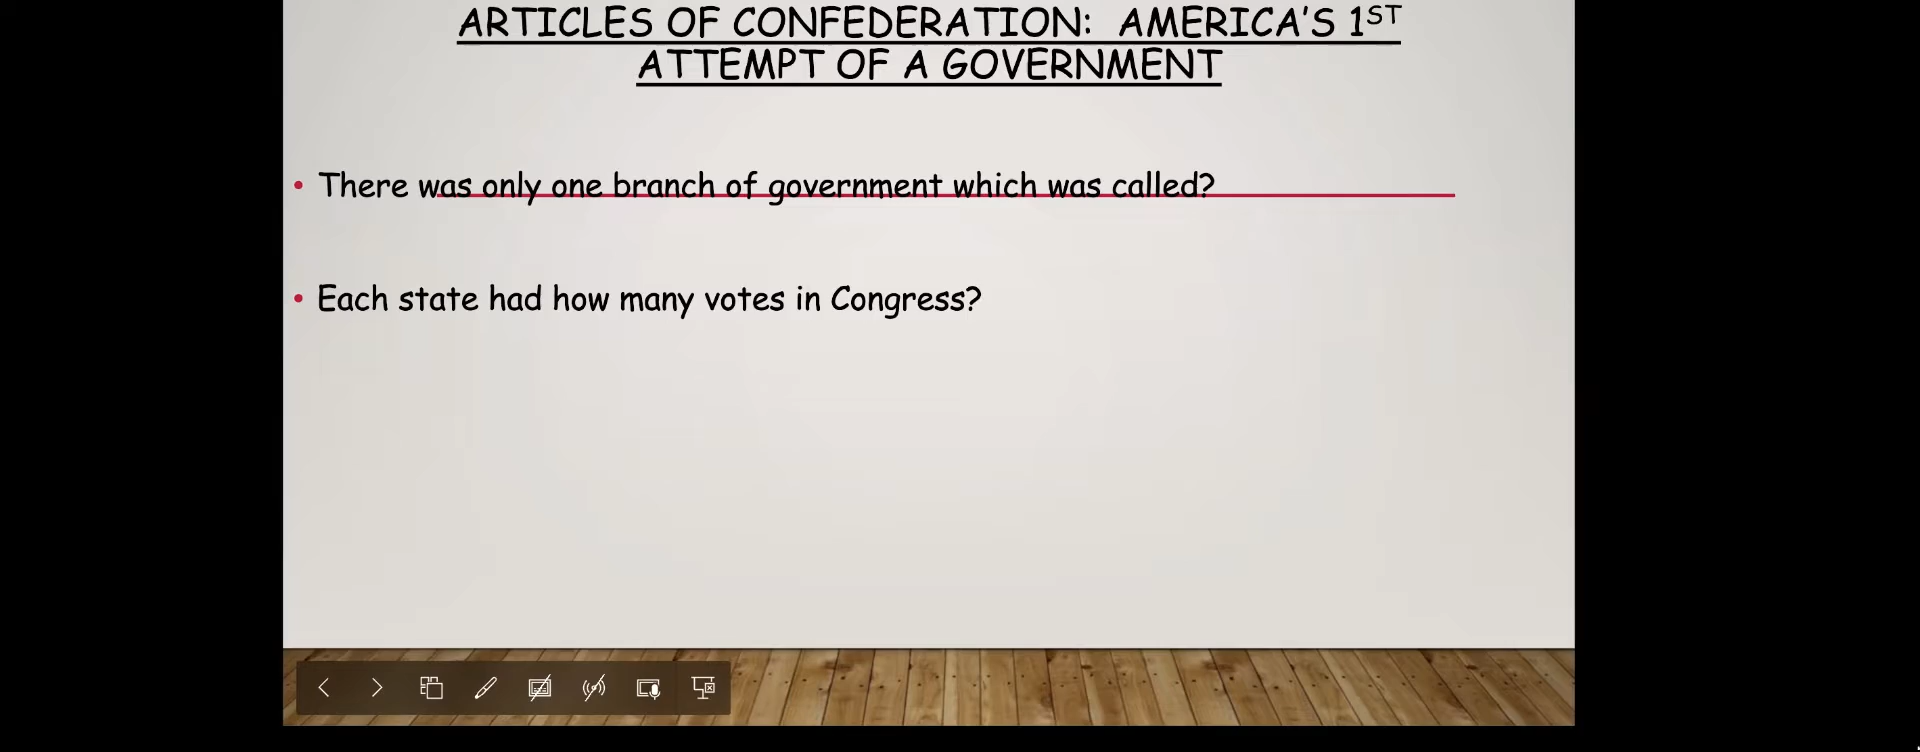 ARTICLES OF CONFEDERATION: AMERICA'S 1ST
ATTEMPT OF A GOVERNMENT
• There was only one branch of government which was called?
• Each state had how many votes in Congress?